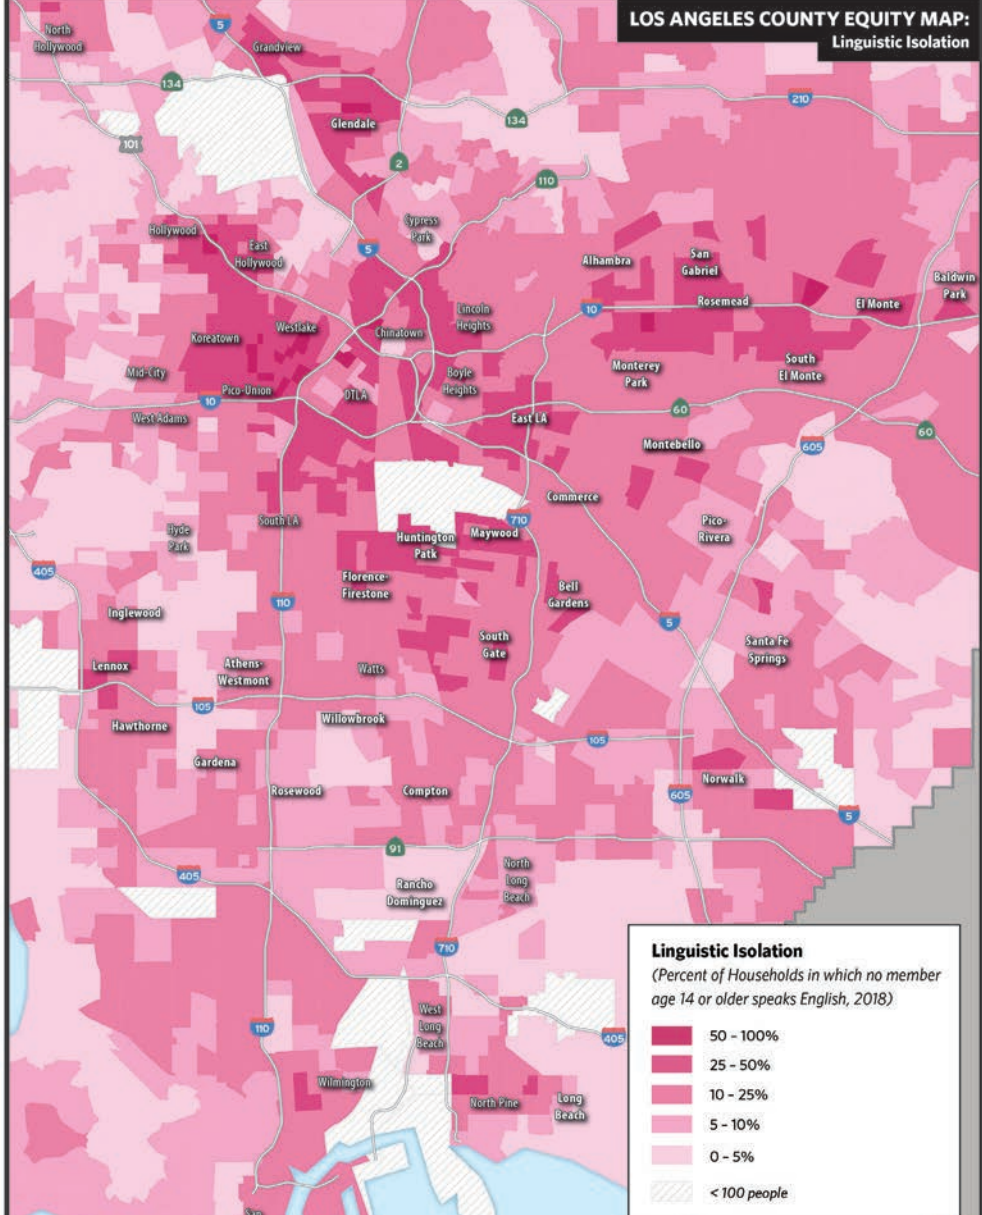 LOS ANGELES COUNTY EQUITY MAP:
Linguistic Isolation
North
Hollywood
5
Grandview
134
210
101
Glendale
134
2
110
Hollywood
East
Hollywood
5
Cypress
Park
Alhambra
San
Gabriel
Baldwin
Park
10
Rosemead
El Monte
Koreatown
Westlake
Chinatown
Lincoln
Heights
Mid-City
Pico-Union
DTLA
Boyle
Heights
Monterey
Park
South
El Monte
10
West Adams
East LA
60
60
Montebello
605
Commerce
South LA
Hyde
Park
Huntington
Park
Maywood
710
Pico-
Rivera
405
Florence-
Firestone
Bell
Gardens
110
Inglewood
5
South
Gate
Santa Fe
Springs
Lennox
Athens-
Westmont
Watts
105
Hawthorne
Willowbrook
105
Gardena
Norwalk
Rosewood
Compton
605
5
91
405
Rancho
Dominguez
North
Long
Beach
710
110
West
Long
Beach
405
Wilmington
North Pine
Long
Beach
San
Linguistic Isolation
(Percent of Households in which no member
age 14 or older speaks English, 2018)
50 - 100%
25 - 50%
10 - 25%
5 - 10%
0 - 5%
< 100 people